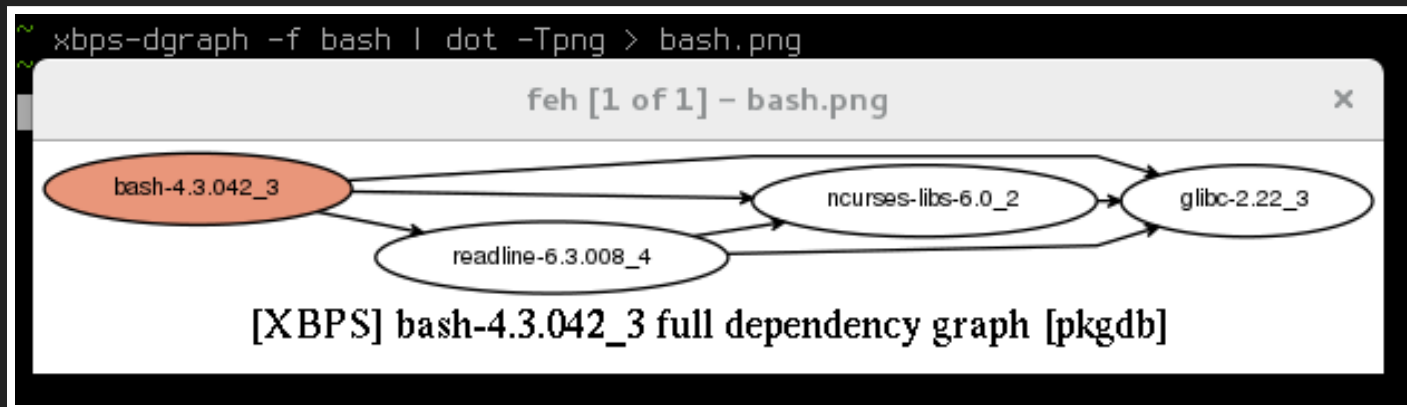 ~ xbps-dgraph -f bash | dot -Tpng > bash.png
~
feh [1 of 1] – bash.png ×
bash-4.3.042_3
ncurses-libs-6.0_2
glibc-2.22_3
readline-6.3.008_4
[XBPS] bash-4.3.042_3 full dependency graph [pkgdb]